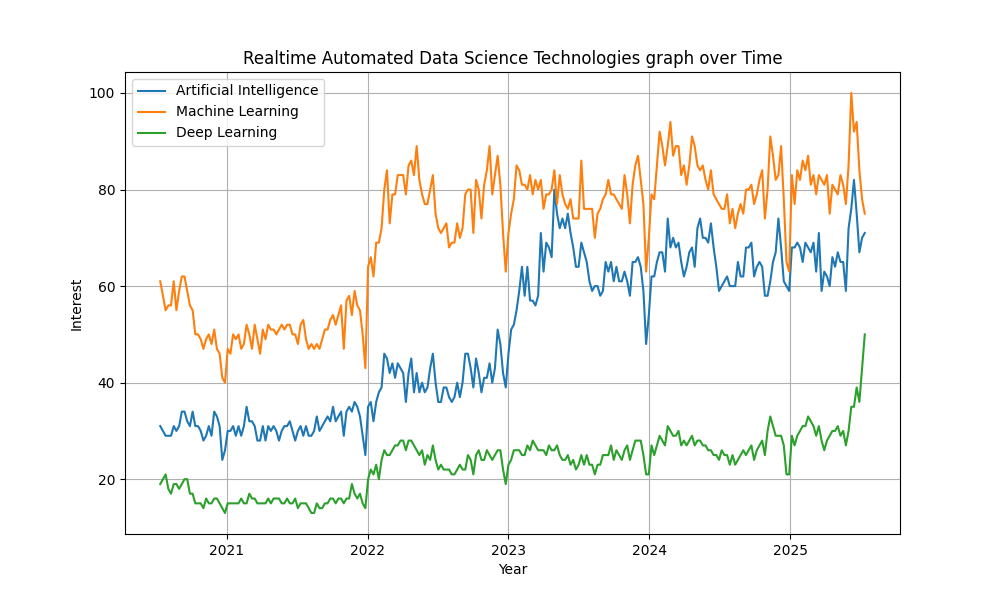 Realtime Automated Data Science Technologies graph over Time
Artificial Intelligence
Machine Learning
Deep Learning
100
80
60
40
20
Interest
2021 2022 2023 2024 2025
Year